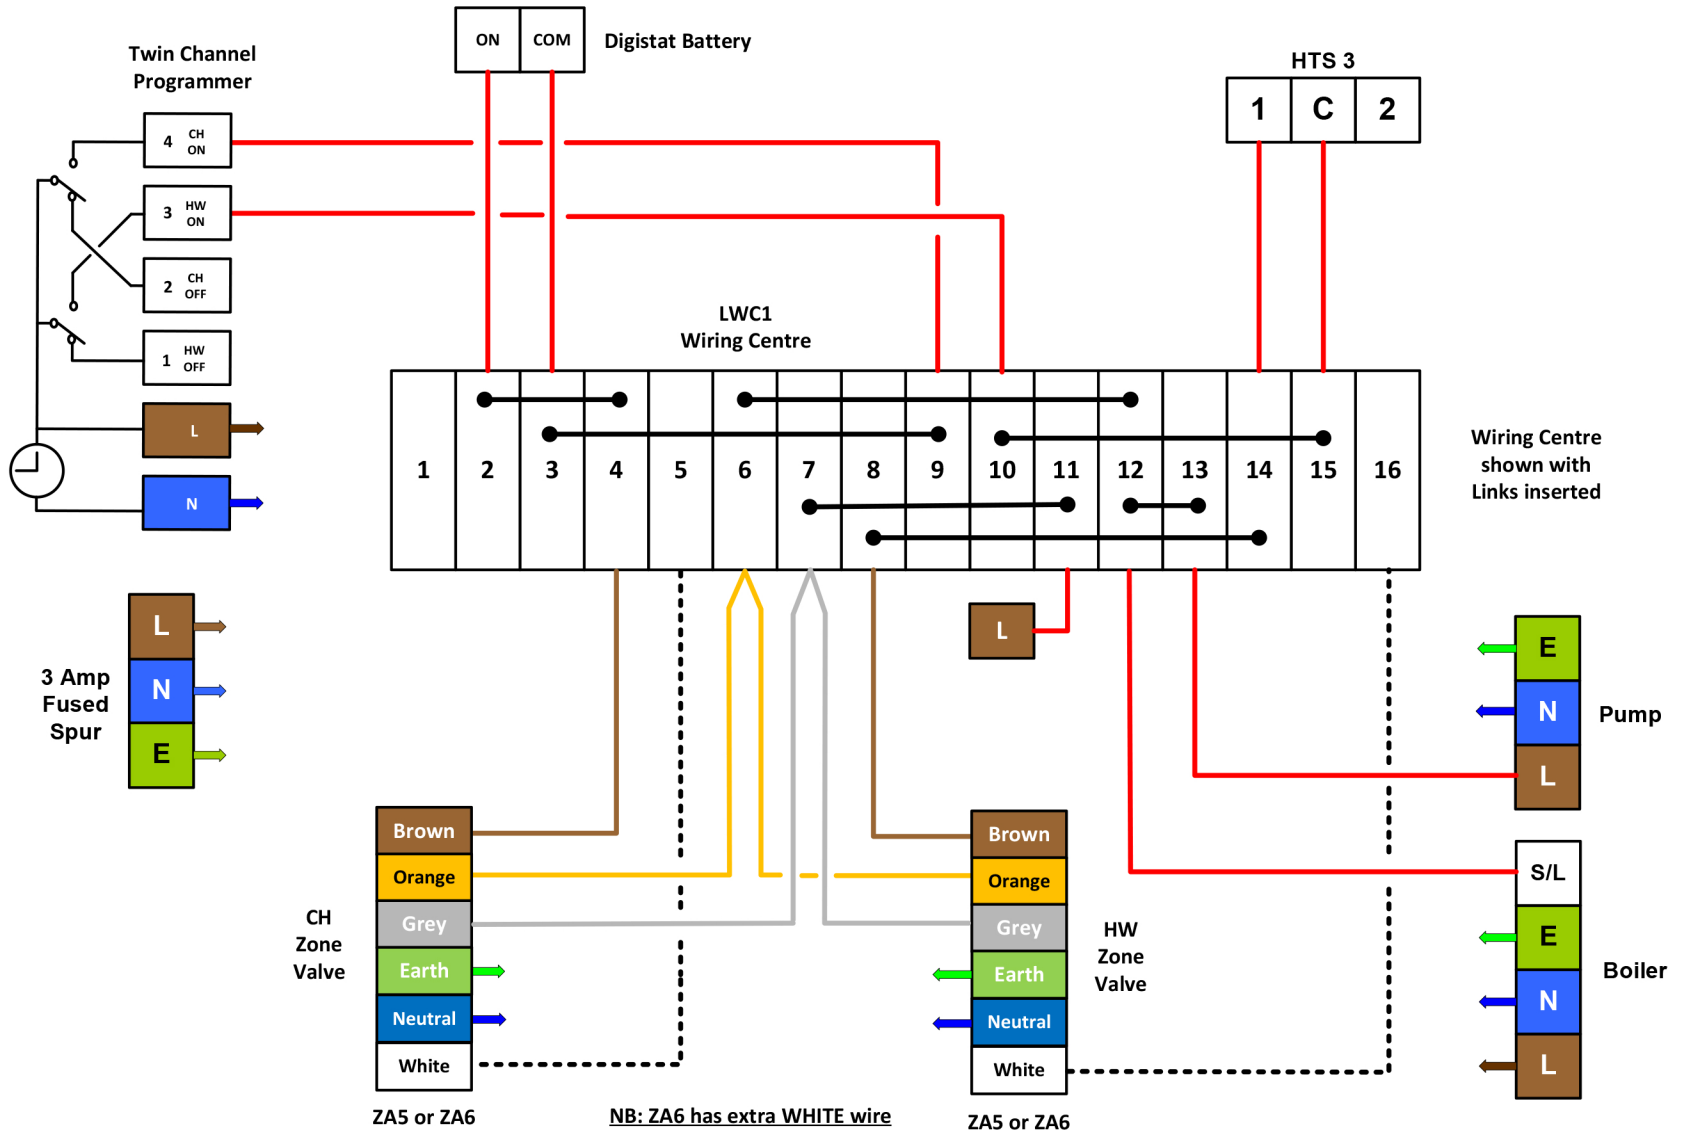 Twin Channel
Programmer
ON
COM
Digistat Battery
HTS 3
1
C
2
4
CH
ON
3
HW
ON
2
CH
OFF
1
HW
OFF
L
N
LWC1
Wiring Centre
1
2
3
4
5
6
7
8
9
10
11
12
13
14
15
16
Wiring Centre
shown with
Links inserted
3 Amp
Fused
Spur
L
N
E
L
E
N
L
Pump
Brown
Orange
Grey
Earth
Neutral
White
CH
Zone
Valve
ZA5 or ZA6
NB: ZA6 has extra WHITE wire
Brown
Orange
Grey
Earth
Neutral
White
HW
Zone
Valve
ZA5 or ZA6
S/L
E
N
L
Boiler